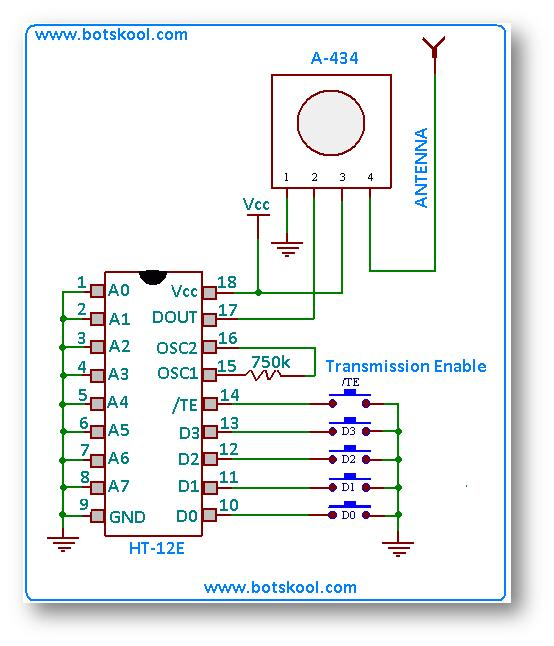 www.botskool.com
A-434
1 2 3 4
ANTENNA
Vcc
1 A0 Vcc 18
2 A1 DOUT 17
3 A2 OSC2 16
4 A3 OSC1 15 750k
Transmission Enable
/TE
5 A4 /TE 14
6 A5 D3 13 D3
7 A6 D2 12 D2
8 A7 D1 11 D1
9 GND D0 10 D0
HT-12E
www.botskool.com